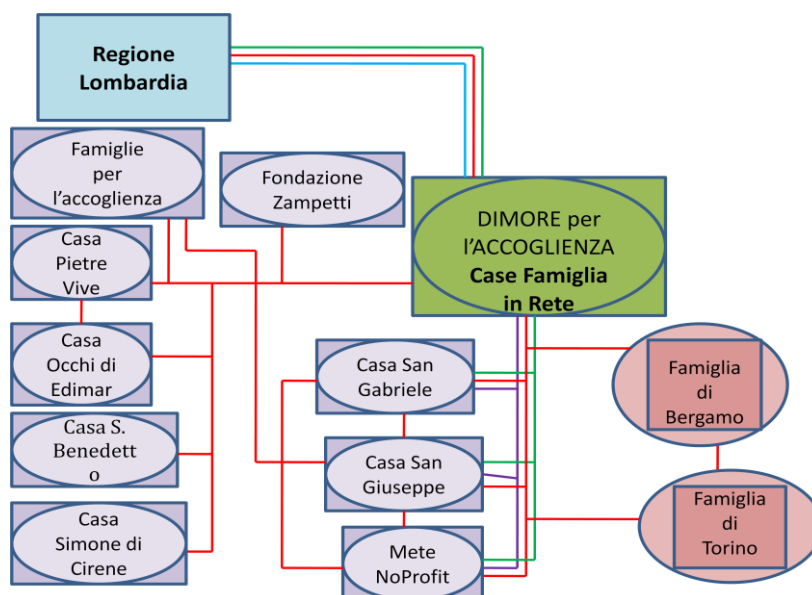 Regione
Lombardia
Famiglie
per
l'accoglienza
Fondazione
Zampetti
DIMORE per
l'ACCOGLIENZA
Case Famiglia
in Rete
Casa
Pietre
Vive
Casa
Occhi di
Edimar
Casa S.
Benedett
o
Casa
Simone di
Cirene
Casa San
Gabriele
Casa San
Giuseppe
Mete
NoProfit
Famiglia
di
Bergamo
Famiglia
di
Torino